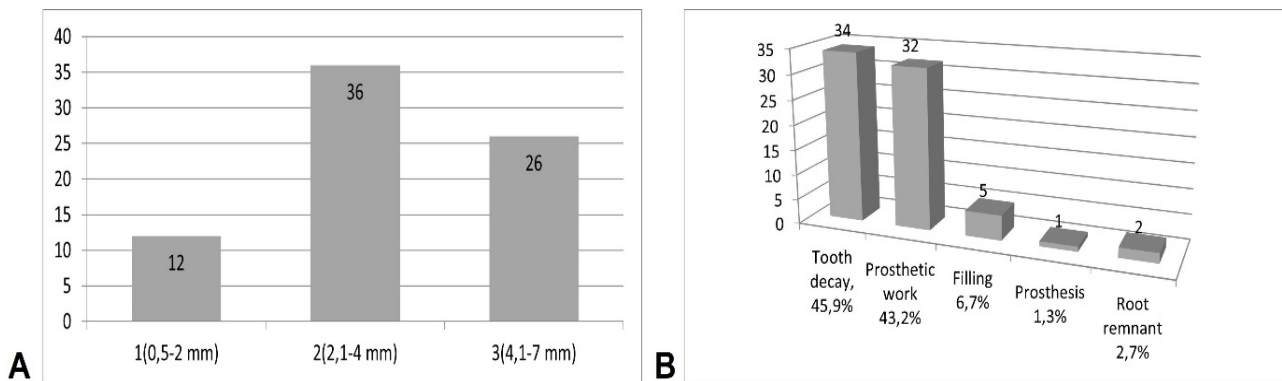 40
35
30
25
20
15
10
5
0
12
36
26
1(0,5-2 mm)
2(2,1-4 mm)
3(4,1-7 mm)
A
35
30
25
20
15
10
5
0
34
32
5
1
2
Tooth
decay,
45,9%
Prosthetic
work
43,2%
Filling
6,7%
Prosthesis
1,3%
Root
remnant
2,7%
B